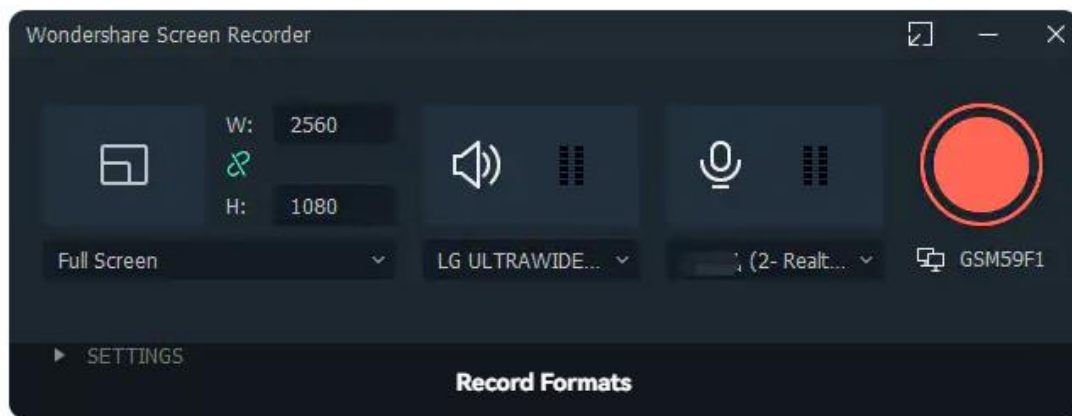 Wondershare Screen Recorder
W: 2560
H: 1080
Full Screen
LG ULTRAWIDE...
(2- Realt...
GSM59F1
SETTINGS
Record Formats